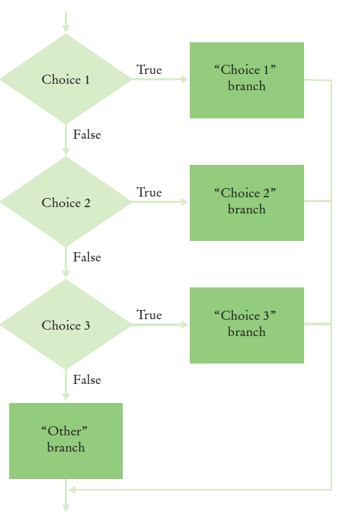 True
Choice 1
“Choice 1”
branch
False
True
Choice 2
“Choice 2”
branch
False
True
Choice 3
“Choice 3”
branch
False
“Other”
branch